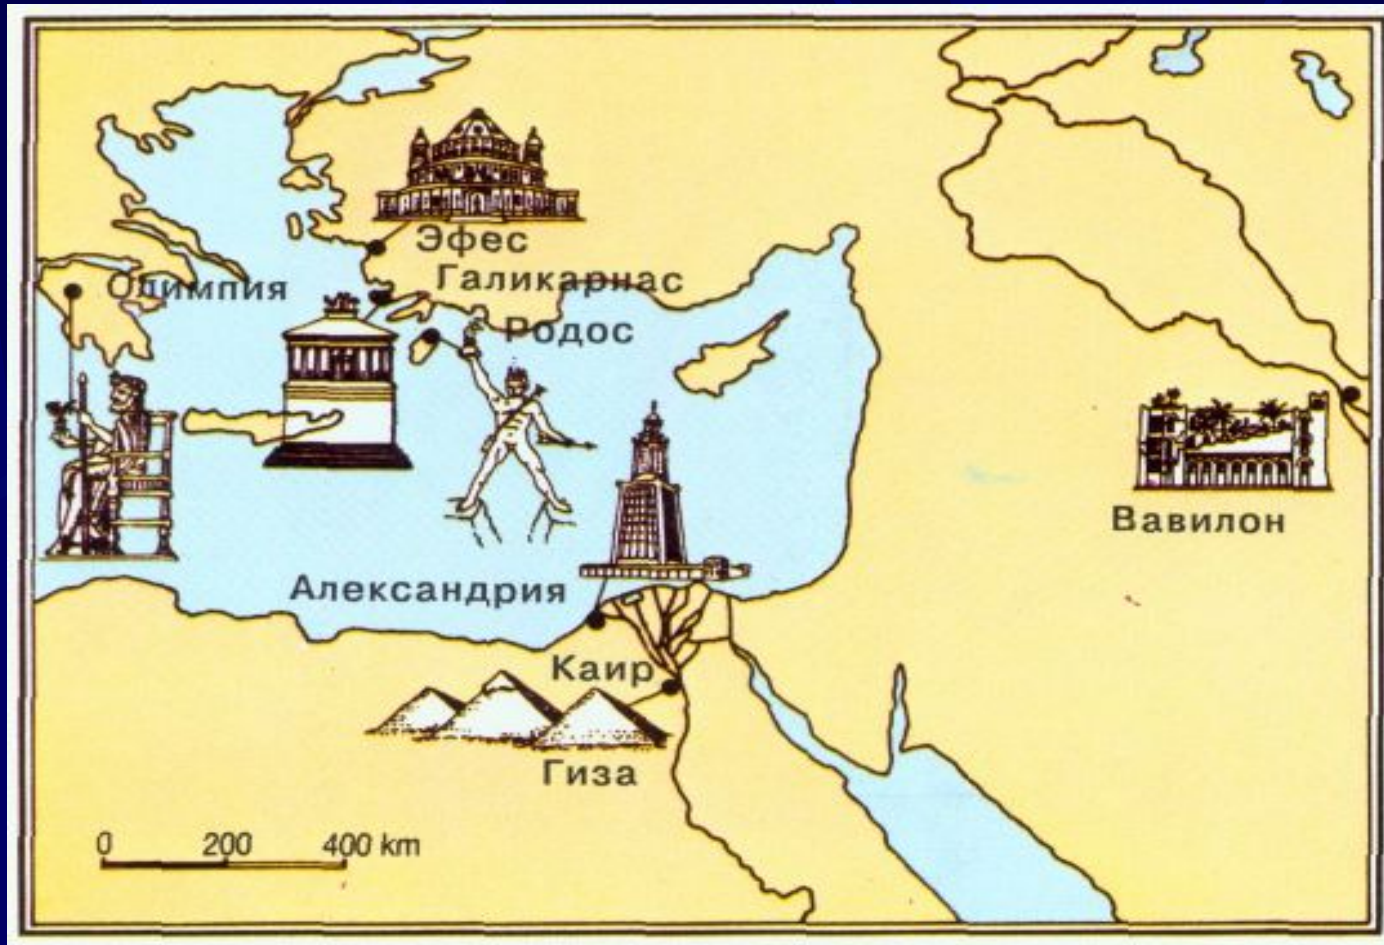 Эфес
Галикарнас
Олимпия
Родос
Вавилон
Александрия
Каир
Гиза
0 200 400 km